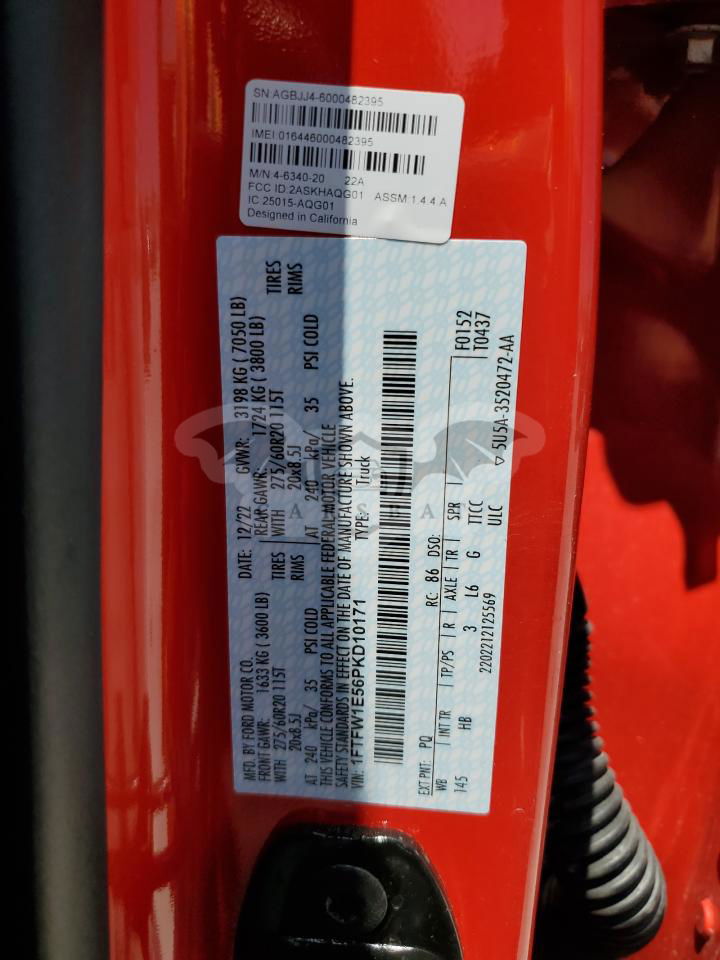 SN:AGBJJ4-6000482395
IMEI:016446000482395
M/N:4-6340-20 22A
FCC ID:2ASKHAQG01 ASSM:1.4.4.A
IC:25015-AQG01
Designed in California
MFD. BY FORD MOTOR CO. DATE: 12/22 GVWR: 3198 KG ( 7050 LB)
FRONT GAWR: 1633 KG (3600 LB) REAR GAWR: 1724 KG ( 3800 LB)
WITH 275/60R20 115T TIRES WITH 275/60R20 115T TIRES
20x8.5J RIMS 20x8.5J RIMS
AT 240 kPa/ 35 PSI COLD AT 240 kPa/ 35 PSI COLD
THIS VEHICLE CONFORMS TO ALL APPLICABLE FEDERAL MOTOR VEHICLE
SAFETY STANDARDS IN EFFECT ON THE DATE OF MANUFACTURE SHOWN ABOVE.
VIN: 1FTFW1E56PKD10171 TYPE: Truck
EXT PNT: PQ RC: 86 DSO: F0152
WB INT TR TP/PS R AXLE TR SPR T0437
145 HB 3 L6 G TTCC
2202212125569 ULC 5U5A-3520472-AA